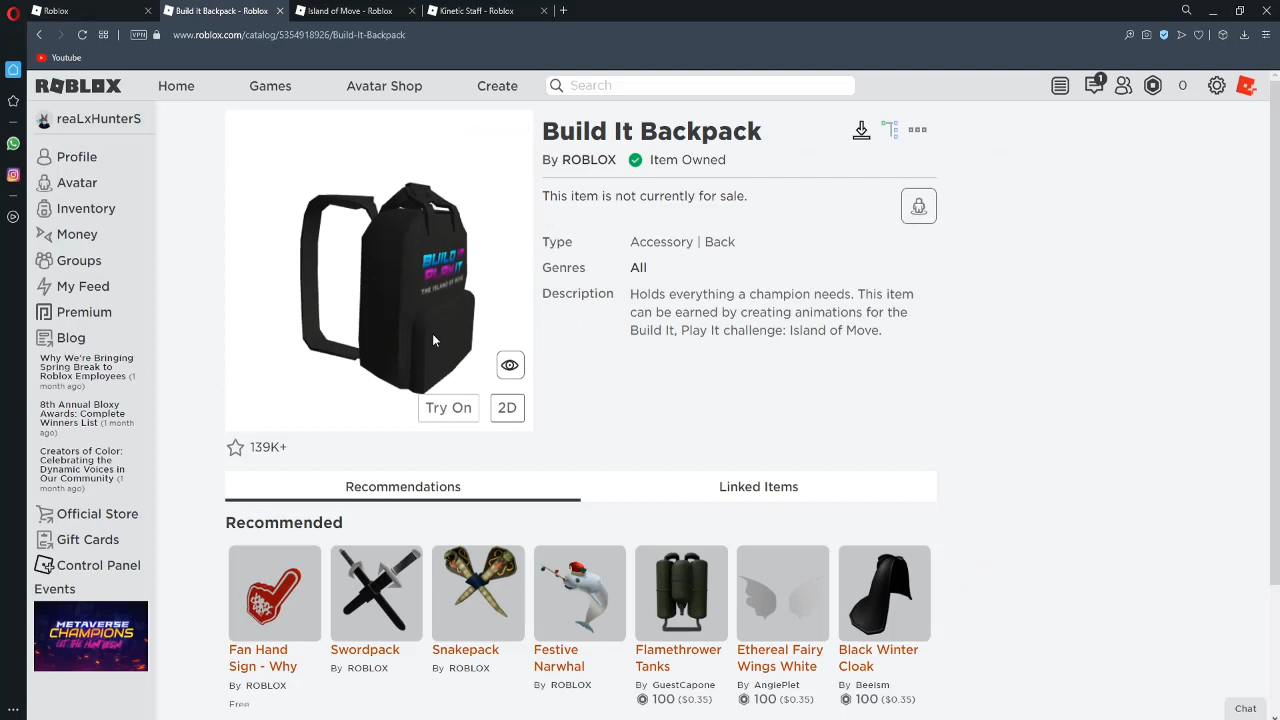 Roblox
Build It Backpack - Roblox
Island of Move - Roblox
Kinetic Staff - Roblox
VPN
www.roblox.com/catalog/5354918926/Build-It-Backpack
Youtube
ROBLOX
Home
Games
Avatar Shop
Create
Search
1
0
reaLxHunterS
Profile
Avatar
Inventory
Money
Groups
My Feed
Premium
Blog
Why We're Bringing
Spring Break to
Roblox Employees (1
month ago)
8th Annual Bloxy
Awards: Complete
Winners List (1 month
ago)
Creators of Color:
Celebrating the
Dynamic Voices in
Our Community (1
month ago)
Official Store
Gift Cards
Control Panel
Events
METAVERSE
CHAMPIONS
LET THE HUNT BEGIN!
BUILD IT
PLAY IT
THE ISLAND OF MOVE
Try On
2D
139K+
Build It Backpack
By ROBLOX
Item Owned
This item is not currently for sale.
Type
Accessory | Back
Genres
All
Description
Holds everything a champion needs. This item
can be earned by creating animations for the
Build It, Play It challenge: Island of Move.
Recommendations
Linked Items
Recommended
Fan Hand
Sign - Why
By ROBLOX
Free
Swordpack
By ROBLOX
Snakepack
By ROBLOX
Festive
Narwhal
By ROBLOX
Flamethrower
Tanks
By GuestCapone
100 ($0.35)
Ethereal Fairy
Wings White
By AngiePlet
100 ($0.35)
Black Winter
Cloak
By Beeism
100 ($0.35)
Chat